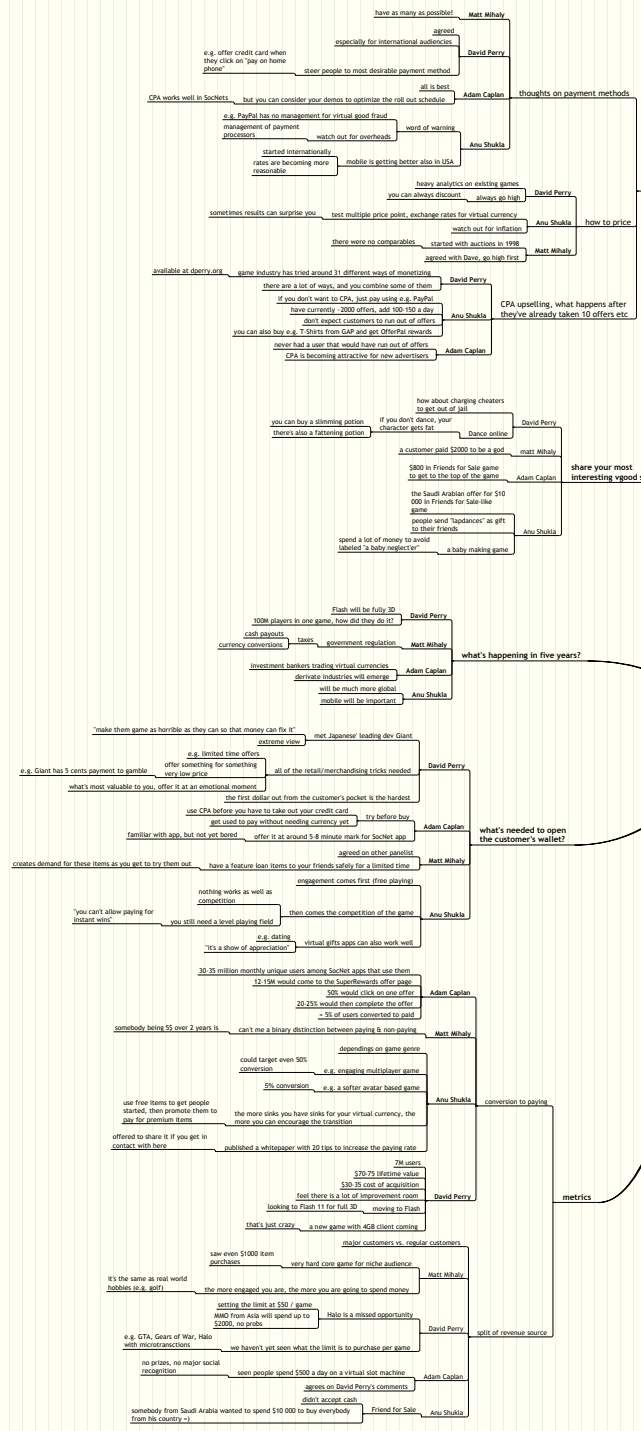 thoughts on payment methods
Matt Mihaly
have as many as possible!
David Perry
agreed
especially for international audiencies
steer people to most desirable payment method
e.g. offer credit card when
they click on "pay on home
phone"
Adam Caplan
all is best
but you can consider your demos to optimize the roll out schedule
CPA works well in SocNets
Anu Shukla
word of warning
e.g. PayPal has no management for virtual good fraud
watch out for overheads
management of payment
processors
mobile is getting better also in USA
started internationally
rates are becoming more
reasonable
how to price
David Perry
heavy analytics on existing games
always go high
you can always discount
Anu Shukla
test multiple price point, exchange rates for virtual currency
sometimes results can surprise you
watch out for inflation
Matt Mihaly
started with auctions in 1998
there were no comparables
agreed with Dave, go high first
CPA upselling, what happens after
they've already taken 10 offers etc
David Perry
game industry has tried around 31 different ways of monetizing
available at dperry.org
there are a lot of ways, and you combine some of them
Anu Shukla
if you don't want to CPA, just pay using e.g. PayPal
have currently ~2000 offers, add 100-150 a day
don't expect customers to run out of offers
you can also buy e.g. T-Shirts from GAP and get OfferPal rewards
Adam Caplan
never had a user that would have run out of offers
CPA is becoming attractive for new advertisers
share your most
interesting vgood s
David Perry
how about charging cheaters
to get out of jail
Dance online
if you don't dance, your
character gets fat
you can buy a slimming potion
there's also a fattening potion
matt Mihaly
a customer paid $2000 to be a god
Adam Caplan
$800 in Friends for Sale game
to get to the top of the game
Anu Shukla
the Saudi Arabian offer for $10
000 in Friends for Sale-like
game
people send "lapdances" as gift
to their friends
a baby making game
spend a lot of money to avoid
labeled "a baby neglect'er"
what's happening in five years?
David Perry
Flash will be fully 3D
100M players in one game, how did they do it?
Matt Mihaly
government regulation
taxes
cash payouts
currency conversions
Adam Caplan
investment bankers trading virtual currencies
derivate industries will emerge
Anu Shukla
will be much more global
mobile will be important
what's needed to open
the customer's wallet?
David Perry
met Japanese' leading dev Giant
"make them game as horrible as they can so that money can fix it"
extreme view
all of the retail/merchandising tricks needed
e.g. limited time offers
offer something for something
very low price
e.g. Giant has 5 cents payment to gamble
what's most valuable to you, offer it at an emotional moment
the first dollar out from the customer's pocket is the hardest
Adam Caplan
try before buy
use CPA before you have to take out your credit card
get used to pay without needing currency yet
offer it at around 5-8 minute mark for SocNet app
familiar with app, but not yet bored
Matt Mihaly
agreed on other panelist
have a feature loan items to your friends safely for a limited time
creates demand for these items as you get to try them out
Anu Shukla
engagement comes first (free playing)
then comes the competition of the game
nothing works as well as
competition
you still need a level playing field
"you can't allow paying for
instant wins"
virtual gifts apps can also work well
e.g. dating
"it's a show of appreciation"
metrics
conversion to paying
Adam Caplan
30-35 million monthly unique users among SocNet apps that use them
12-15M would come to the SuperRewards offer page
50% would click on one offer
20-25% would then complete the offer
~ 5% of users converted to paid
Matt Mihaly
can't me a binary distinction between paying & non-paying
somebody being 5$ over 2 years is
Anu Shukla
dependings on game genre
e.g. engaging multiplayer game
could target even 50%
conversion
e.g. a softer avatar based game
5% conversion
the more sinks you have sinks for your virtual currency, the
more you can encourage the transition
use free items to get people
started, then promote them to
pay for premium items
published a whitepaper with 20 tips to increase the paying rate
offered to share it if you get in
contact with here
David Perry
7M users
$70-75 lifetime value
$30-35 cost of acquisition
feel there is a lot of improvement room
moving to Flash
looking to Flash 11 for full 3D
a new game with 4GB client coming
that's just crazy
split of revenue source
major customers vs. regular customers
Matt Mihaly
very hard core game for niche audience
saw even $1000 item
purchases
the more engaged you are, the more you are going to spend money
it's the same as real world
hobbies (e.g. golf)
David Perry
Halo is a missed opportunity
setting the limit at $50 / game
MMO from Asia will spend up to
$2000, no probs
we haven't yet seen what the limit is to purchase per game
e.g. GTA, Gears of War, Halo
with microtransctions
Adam Caplan
seen people spend $500 a day on a virtual slot machine
no prizes, no major social
recognition
agrees on David Perry's comments
Anu Shukla
Friend for Sale
didn't accept cash
somebody from Saudi Arabia wanted to spend $10 000 to buy everybody
from his country =)